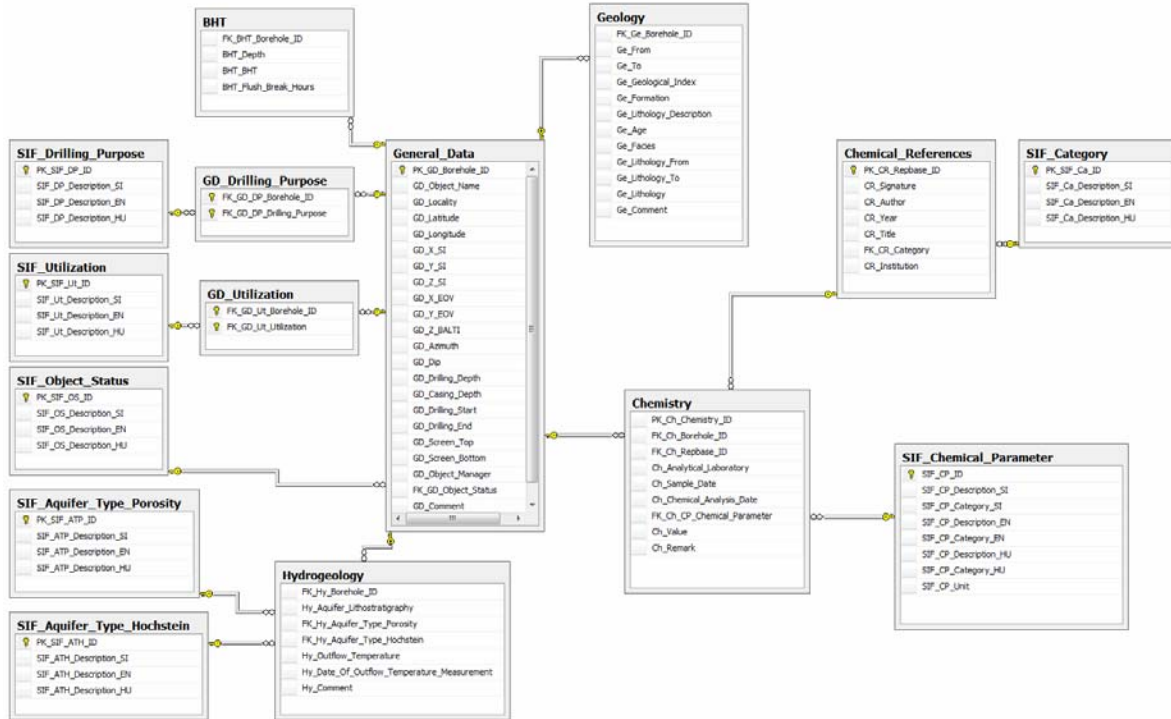 BHT
FK_BHT_Borehole_ID
BHT_Depth
BHT_BHT
BHT_Flush_Break_Hours
Geology
FK_Ge_Borehole_ID
Ge_From
Ge_To
Ge_Geological_Index
Ge_Formation
Ge_Lithology_Description
Ge_Age
Ge_Facies
Ge_Lithology_From
Ge_Lithology_To
Ge_Lithology
Ge_Comment
SIF_Drilling_Purpose
PK_SIF_DP_ID
SIF_DP_Description_SI
SIF_DP_Description_EN
SIF_DP_Description_HU
GD_Drilling_Purpose
FK_GD_DP_Borehole_ID
FK_GD_DP_Drilling_Purpose
General_Data
PK_GD_Borehole_ID
GD_Object_Name
GD_Locality
GD_Latitude
GD_Longitude
GD_X_SI
GD_Y_SI
GD_Z_SI
GD_X_EOV
GD_Y_EOV
GD_Z_BALTI
GD_Azimuth
GD_Dip
GD_Drilling_Depth
GD_Casing_Depth
GD_Drilling_Start
GD_Drilling_End
GD_Screen_Top
GD_Screen_Bottom
GD_Object_Manager
FK_GD_Object_Status
GD_Comment
Chemical_References
PK_CR_Repbase_ID
CR_Signature
CR_Author
CR_Year
CR_Title
FK_CR_Category
CR_Institution
SIF_Category
PK_SIF_Ca_ID
SIF_Ca_Description_SI
SIF_Ca_Description_EN
SIF_Ca_Description_HU
SIF_Utilization
PK_SIF_Ut_ID
SIF_Ut_Description_SI
SIF_Ut_Description_EN
SIF_Ut_Description_HU
GD_Utilization
FK_GD_Ut_Borehole_ID
FK_GD_Ut_Utilization
SIF_Object_Status
PK_SIF_OS_ID
SIF_OS_Description_SI
SIF_OS_Description_EN
SIF_OS_Description_HU
Chemistry
PK_Ch_Chemistry_ID
FK_Ch_Borehole_ID
FK_Ch_Repbase_ID
Ch_Analytical_Laboratory
Ch_Sample_Date
Ch_Chemical_Analysis_Date
FK_Ch_CP_Chemical_Parameter
Ch_Value
Ch_Remark
SIF_Chemical_Parameter
SIF_CP_ID
SIF_CP_Description_SI
SIF_CP_Category_SI
SIF_CP_Description_EN
SIF_CP_Category_EN
SIF_CP_Description_HU
SIF_CP_Category_HU
SIF_CP_Unit
SIF_Aquifer_Type_Porosity
PK_SIF_ATP_ID
SIF_ATP_Description_SI
SIF_ATP_Description_EN
SIF_ATP_Description_HU
Hydrogeology
FK_Hy_Borehole_ID
Hy_Aquifer_Lithostratigraphy
FK_Hy_Aquifer_Type_Porosity
FK_Hy_Aquifer_Type_Hochstein
Hy_Outflow_Temperature
Hy_Date_Of_Outflow_Temperature_Measurement
Hy_Comment
SIF_Aquifer_Type_Hochstein
PK_SIF_ATH_ID
SIF_ATH_Description_SI
SIF_ATH_Description_EN
SIF_ATH_Description_HU